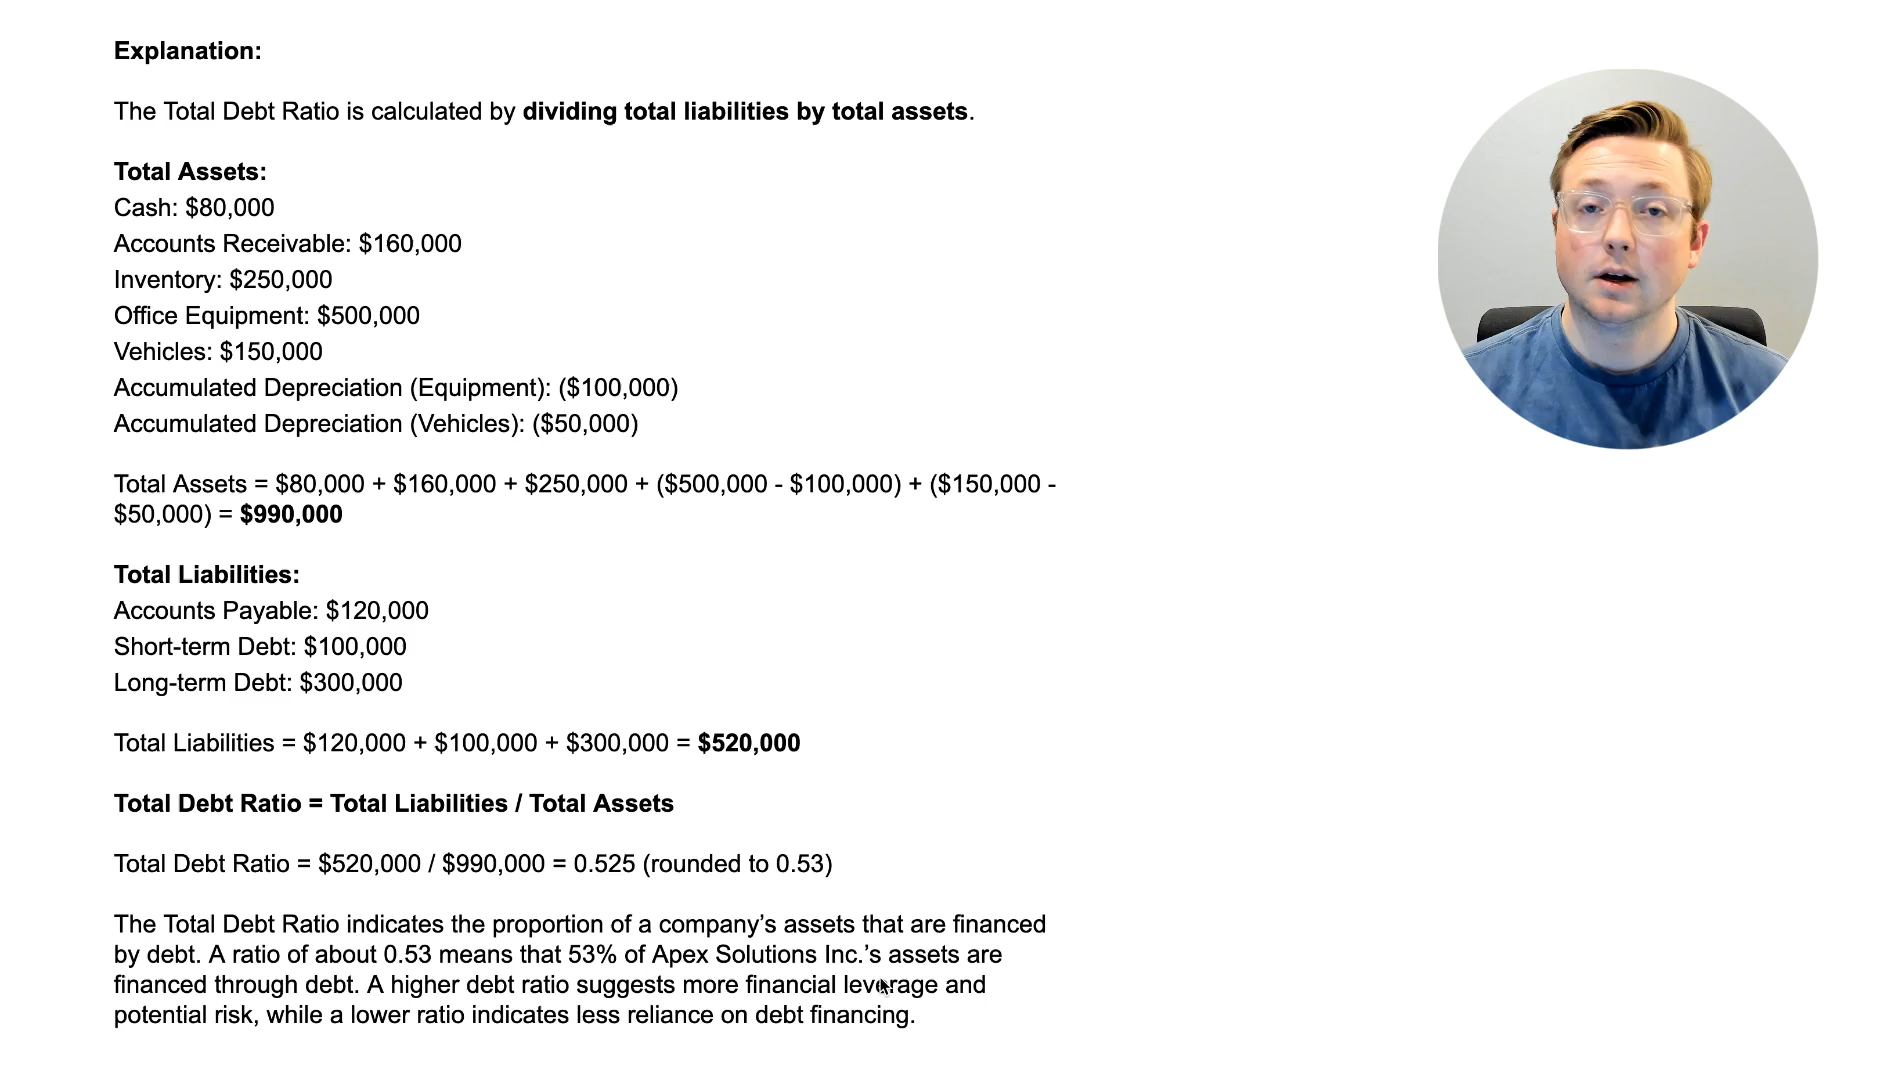 Explanation:
The Total Debt Ratio is calculated by dividing total liabilities by total assets.
Total Assets:
Cash: $80,000
Accounts Receivable: $160,000
Inventory: $250,000
Office Equipment: $500,000
Vehicles: $150,000
Accumulated Depreciation (Equipment): ($100,000)
Accumulated Depreciation (Vehicles): ($50,000)
Total Assets = $80,000 + $160,000 + $250,000 + ($500,000 - $100,000) + ($150,000 -
$50,000) = $990,000
Total Liabilities:
Accounts Payable: $120,000
Short-term Debt: $100,000
Long-term Debt: $300,000
Total Liabilities = $120,000 + $100,000 + $300,000 = $520,000
Total Debt Ratio = Total Liabilities / Total Assets
Total Debt Ratio = $520,000 / $990,000 = 0.525 (rounded to 0.53)
The Total Debt Ratio indicates the proportion of a company’s assets that are financed
by debt. A ratio of about 0.53 means that 53% of Apex Solutions Inc.’s assets are
financed through debt. A higher debt ratio suggests more financial leverage and
potential risk, while a lower ratio indicates less reliance on debt financing.